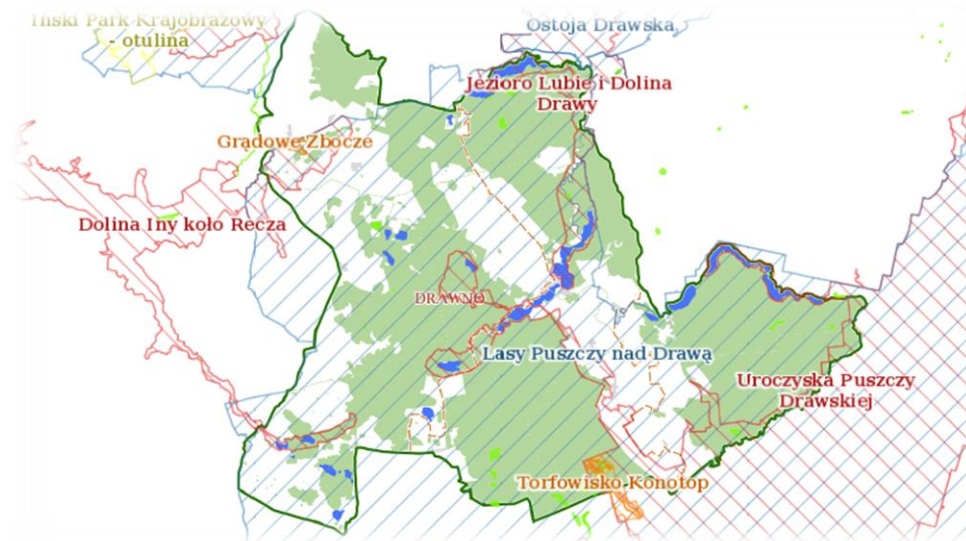 Iński Park Krajobrazowy
- otulina
Ostoja Drawska
Jezioro Lubie i Dolina
Drawy
Grądowe Zbocze
Dolina Iny koło Recza
DRAWNO
Lasy Puszczy nad Drawą
Uroczyska Puszczy
Drawskiej
Torfowisko Konotop